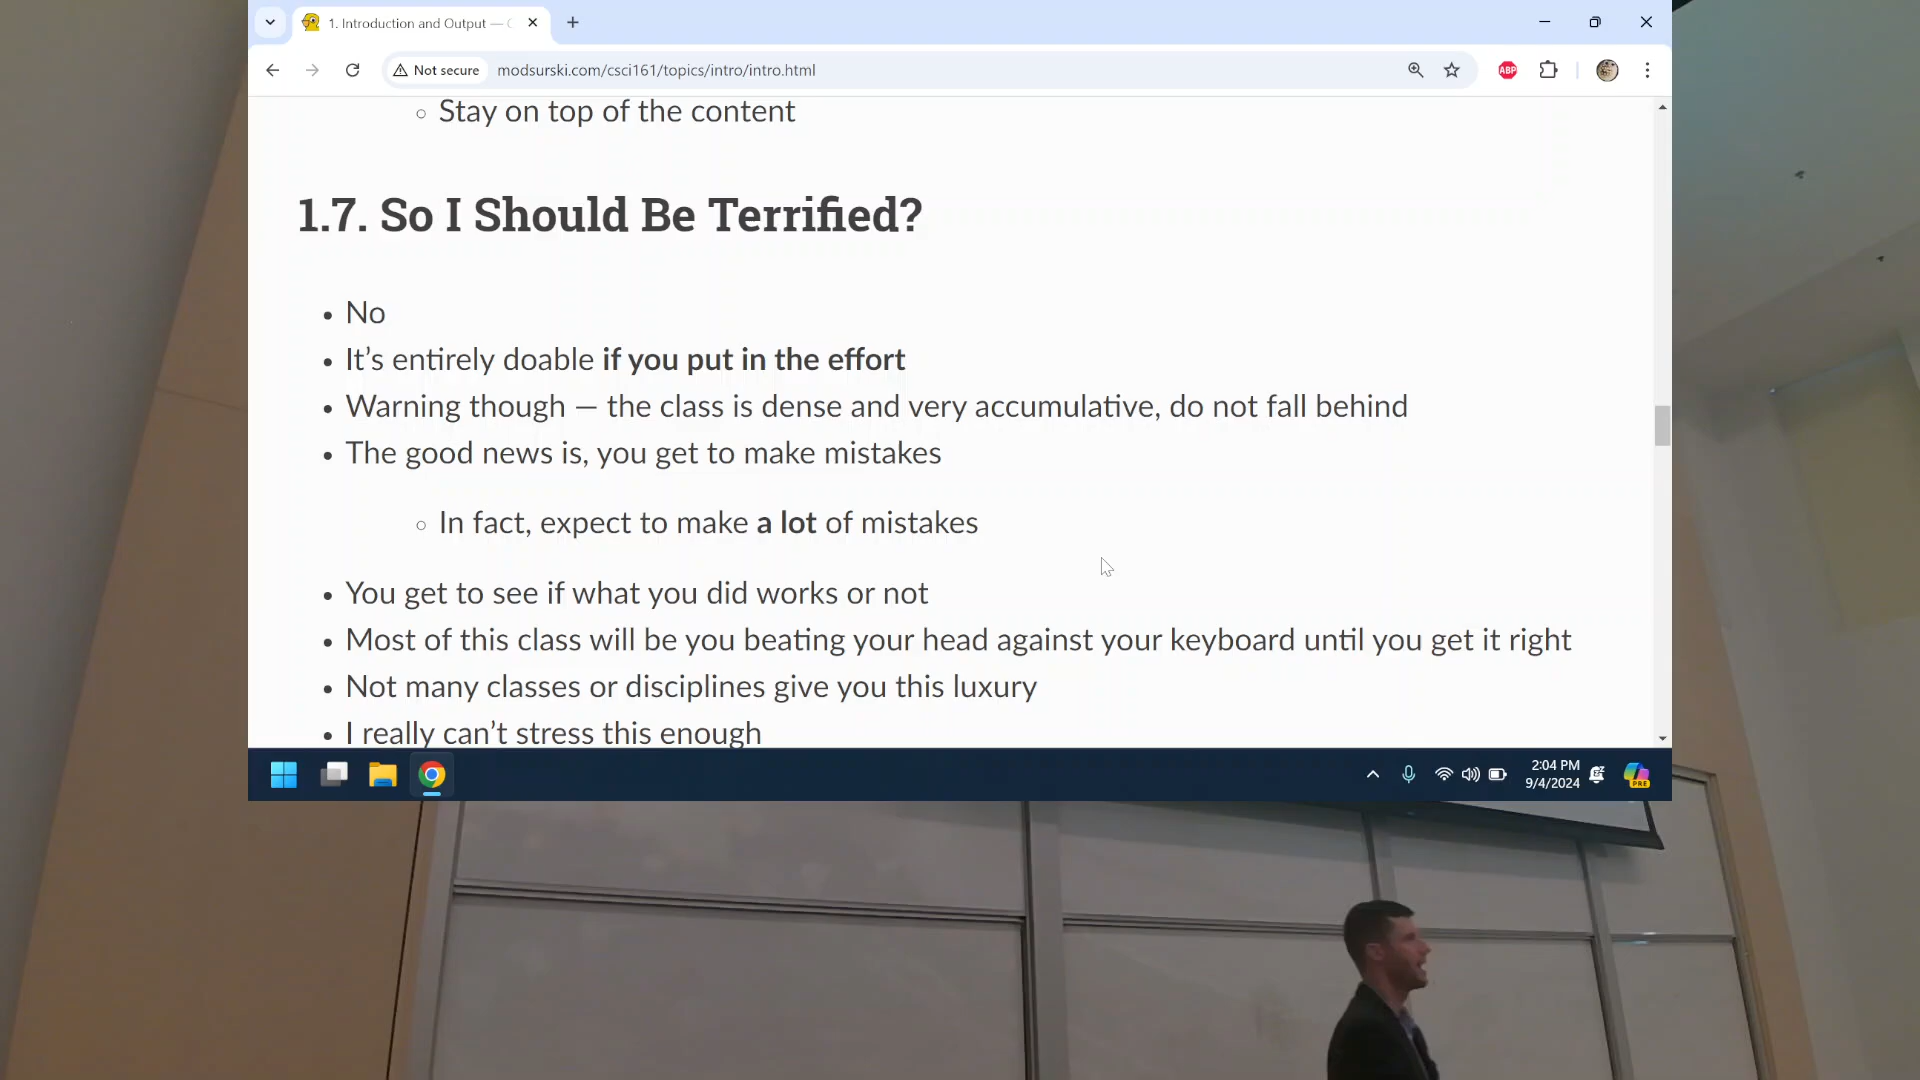 1. Introduction and Output —
Not secure
modsurski.com/csci161/topics/intro/intro.html
ABP
Stay on top of the content
1.7. So I Should Be Terrified?
No
It's entirely doable if you put in the effort
Warning though — the class is dense and very accumulative, do not fall behind
The good news is, you get to make mistakes
In fact, expect to make a lot of mistakes
You get to see if what you did works or not
Most of this class will be you beating your head against your keyboard until you get it right
Not many classes or disciplines give you this luxury
I really can't stress this enough
2:04 PM
9/4/2024
PRE